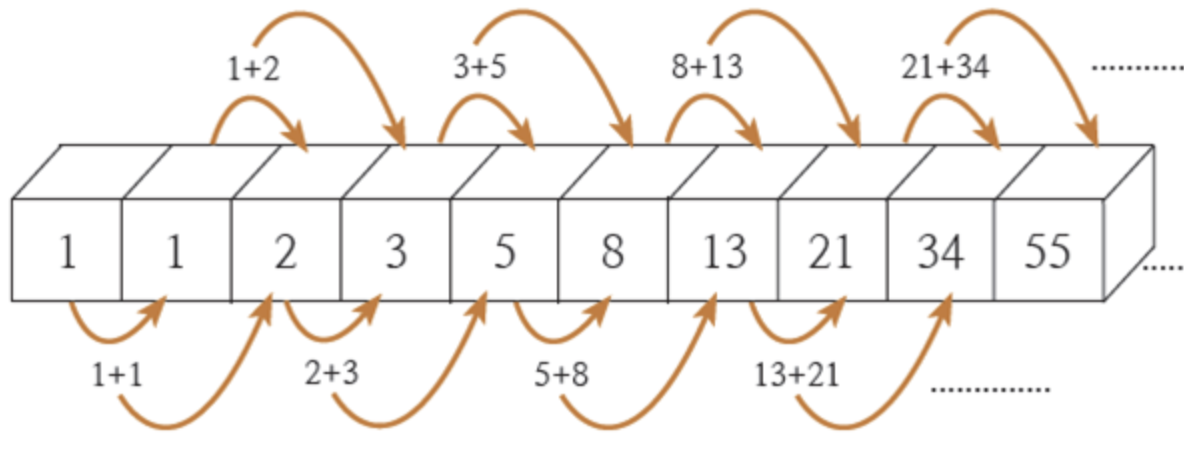 1+2 3+5 8+13 21+34 ...........
1 1 2 3 5 8 13 21 34 55 .....
1+1 2+3 5+8 13+21 ..............